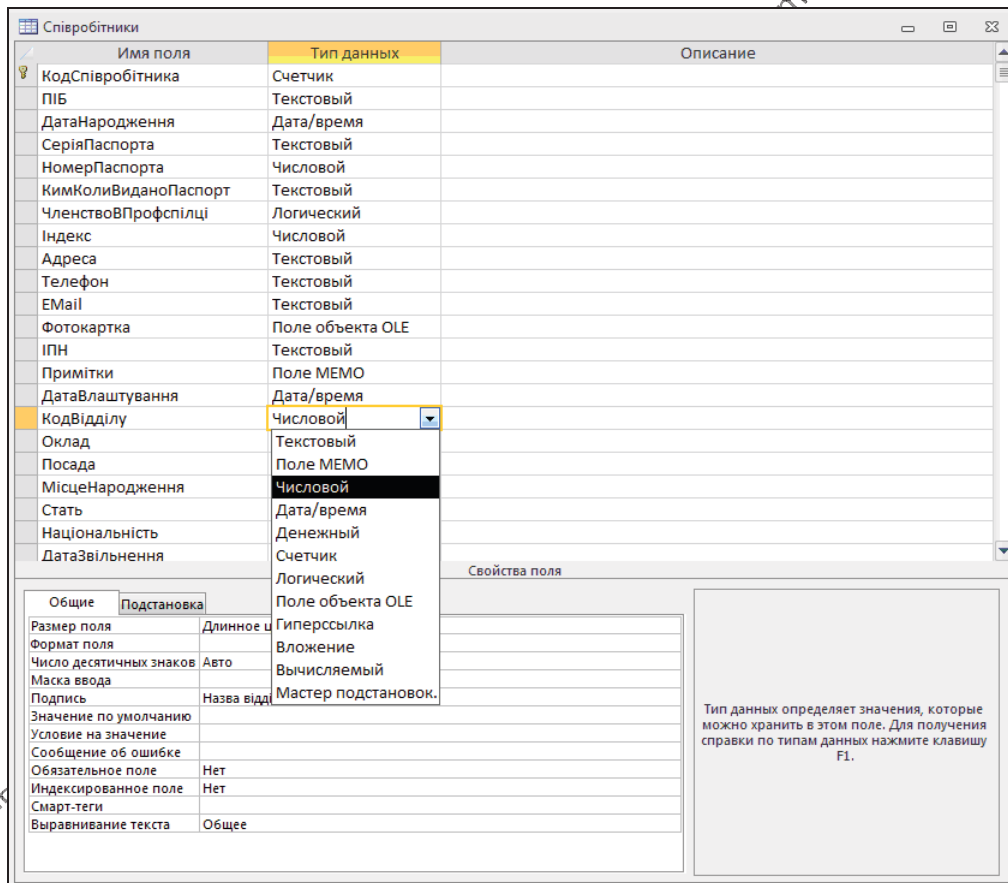 Співробітники
Имя поля Тип данных Описание
КодСпівробітника Счетчик
ПІБ Текстовый
ДатаНародження Дата/время
СеріяПаспорта Текстовый
НомерПаспорта Числовой
КимКолиВиданоПаспорт Текстовый
ЧленствоВПрофспілці Логический
Індекс Числовой
Адреса Текстовый
Телефон Текстовый
EMail Текстовый
Фотокартка Поле объекта OLE
ІПН Текстовый
Примітки Поле МЕМО
ДатаВлаштування Дата/время
КодВідділу Числовой
Оклад Текстовый
Посада Поле МЕМО
МісцеНародження Числовой
Стать Дата/время
Національність Денежный
ДатаЗвільнення Счетчик
Свойства поля
Логический
Общие Подстановка Поле объекта OLE
Размер поля Длинное Гиперссылка
Формат поля Вложение
Число десятичных знаков Авто Вычисляемый
Маска ввода
Подпись Назва Мастер подстановок.
Значение по умолчанию
Условие на значение
Сообщение об ошибке
Обязательное поле Нет
Индексированное поле Нет
Смарт-теги
Выравнивание текста Общее
Тип данных определяет значения, которые
можно хранить в этом поле. Для получения
справки по типам данных нажмите клавишу
F1.